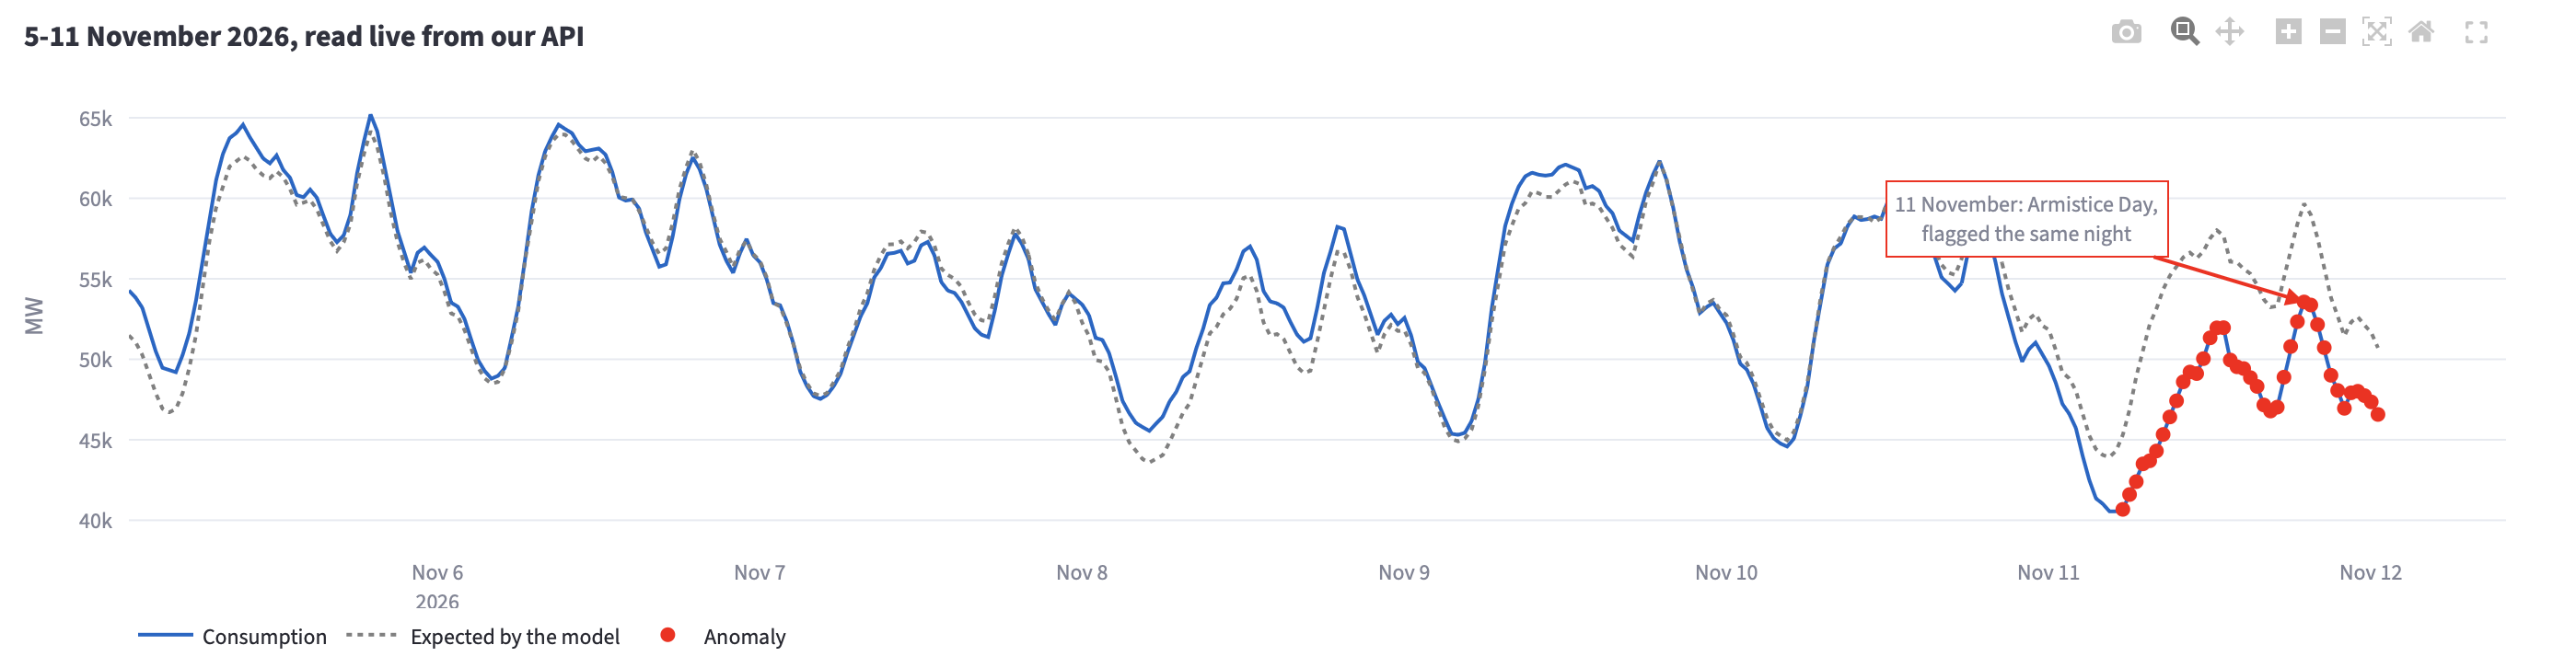 5-11 November 2026, read live from our API
65k
60k
55k
50k
45k
40k
MW
11 November: Armistice Day,
flagged the same night
Nov 6
2026
Nov 7
Nov 8
Nov 9
Nov 10
Nov 11
Nov 12
Consumption
Expected by the model
Anomaly